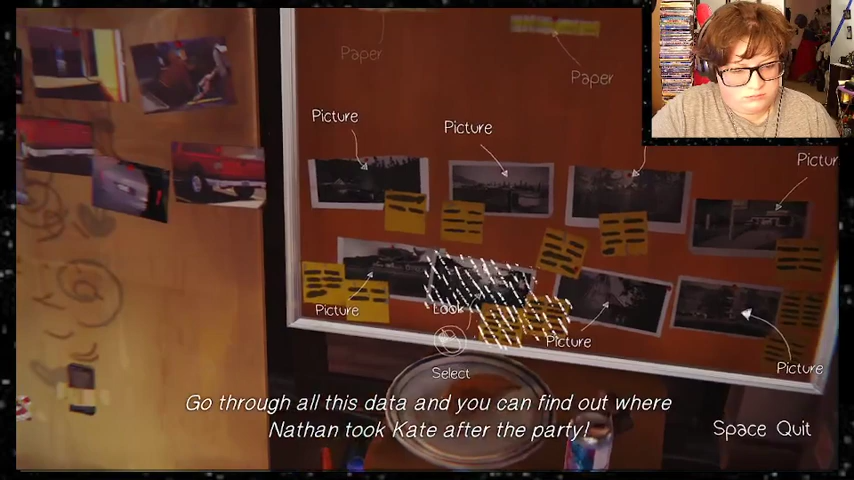 Paper
Paper
Picture
Picture
Pictur
Picture
Look
Picture
Picture
Select
Go through all this data and you can find out where
Nathan took Kate after the party!
Space Quit